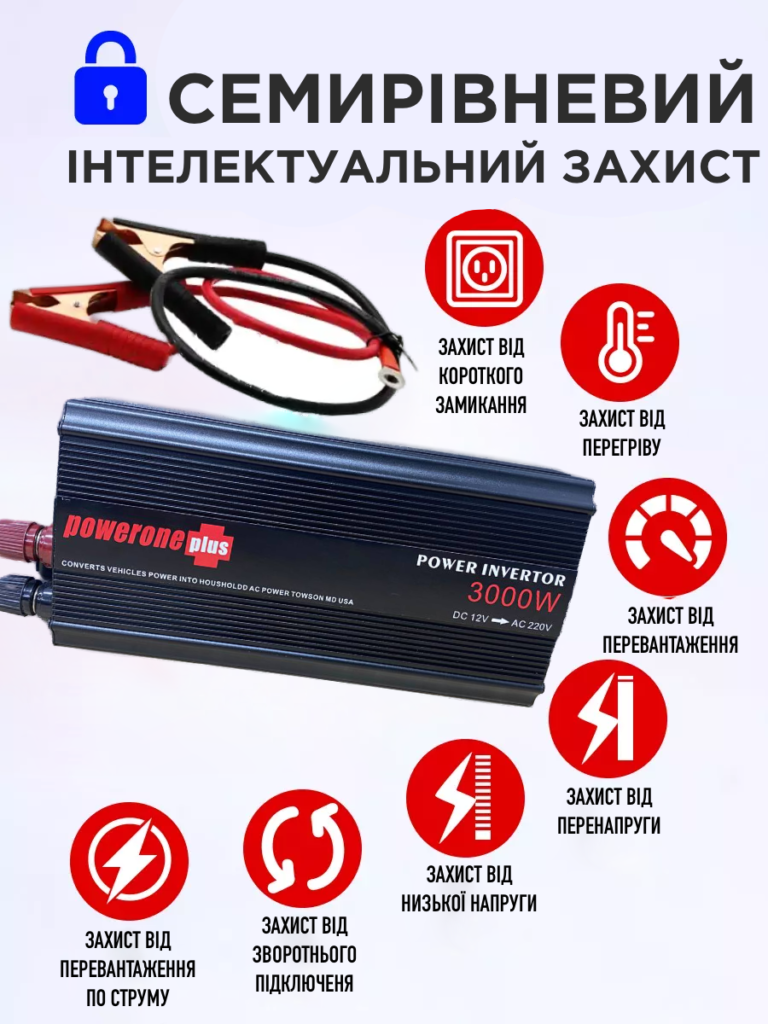 СЕМИРІВНЕВИЙ
ІНТЕЛЕКТУАЛЬНИЙ ЗАХИСТ
ЗАХИСТ ВІД
КОРОТКОГО
ЗАМИКАННЯ
ЗАХИСТ ВІД
ПЕРЕГРІВУ
powerone plus
CONVERTS VEHICLES POWER INTO HOUSHOLDD AC POWER TOWSON MD USA
POWER INVERTOR
3000W
DC 12V ➡ AC 220V
ЗАХИСТ ВІД
ПЕРЕВАНТАЖЕННЯ
ЗАХИСТ ВІД
ПЕРЕНАПРУГИ
ЗАХИСТ ВІД
НИЗЬКОЇ НАПРУГИ
ЗАХИСТ ВІД
ЗВОРОТНЬОГО
ПІДКЛЮЧЕНЯ
ЗАХИСТ ВІД
ПЕРЕВАНТАЖЕННЯ
ПО СТРУМУ